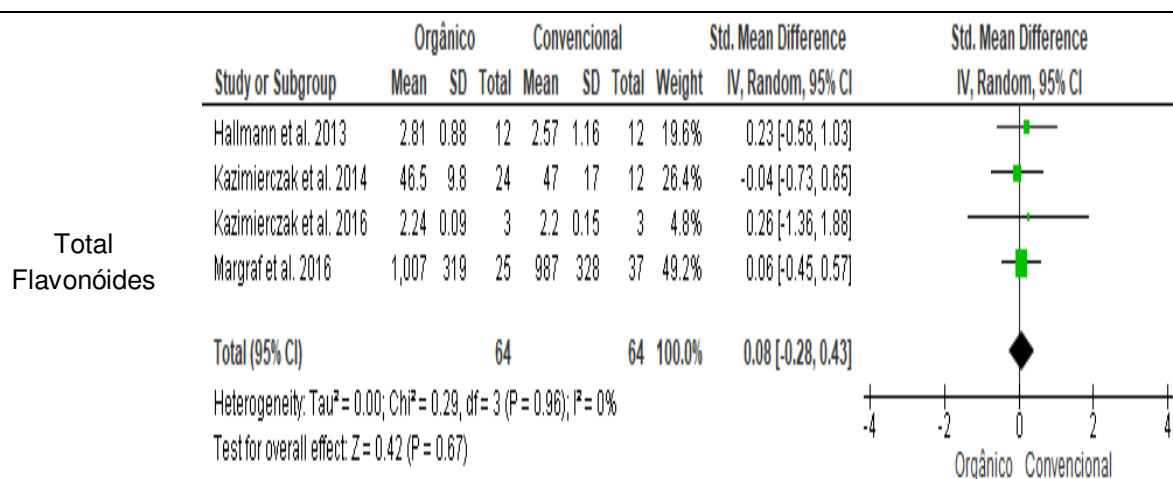 Orgânico Convencional Std. Mean Difference Std. Mean Difference
Study or Subgroup Mean SD Total Mean SD Total Weight IV, Random, 95% CI IV, Random, 95% CI
Hallmann et al. 2013 2.81 0.88 12 2.57 1.16 12 19.6% 0.23 [-0.58, 1.03]
Kazimierczak et al. 2014 46.5 9.8 24 47 17 12 26.4% -0.04 [-0.73, 0.65]
Kazimierczak et al. 2016 2.24 0.09 3 2.2 0.15 3 4.8% 0.26 [-1.36, 1.88]
Total
Flavonóides
Margraf et al. 2016 1,007 319 25 987 328 37 49.2% 0.06 [-0.45, 0.57]
Total (95% CI) 64 64 100.0% 0.08 [-0.28, 0.43]
Heterogeneity: Tau² = 0.00; Chi² = 0.29, df = 3 (P = 0.96); I² = 0%
Test for overall effect: Z = 0.42 (P = 0.67)
-4 -2 0 2 4
Orgânico Convencional